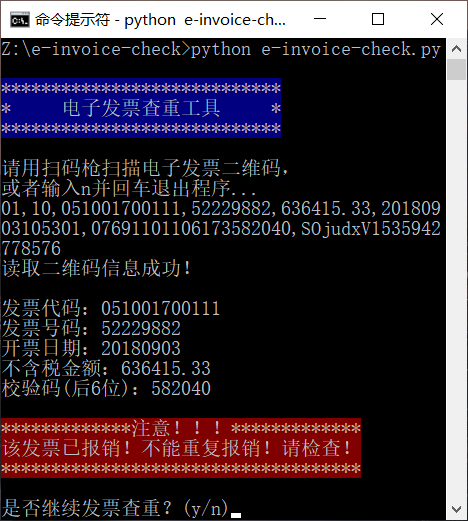 命令提示符 - python  e-invoice-ch...
Z:\e-invoice-check>python e-invoice-check.py
****************************
*     电子发票查重工具     *
****************************
请用扫码枪扫描电子发票二维码，
或者输入n并回车退出程序...
01,10,051001700111,52229882,636415.33,201809
03105301,07691101106173582040,SOjudxV1535942
778576
读取二维码信息成功！
发票代码：051001700111
发票号码：52229882
开票日期：20180903
不含税金额：636415.33
校验码(后6位)：582040
*************注意！！！*************
该发票已报销！不能重复报销！请检查！
************************************
是否继续发票查重？(y/n)